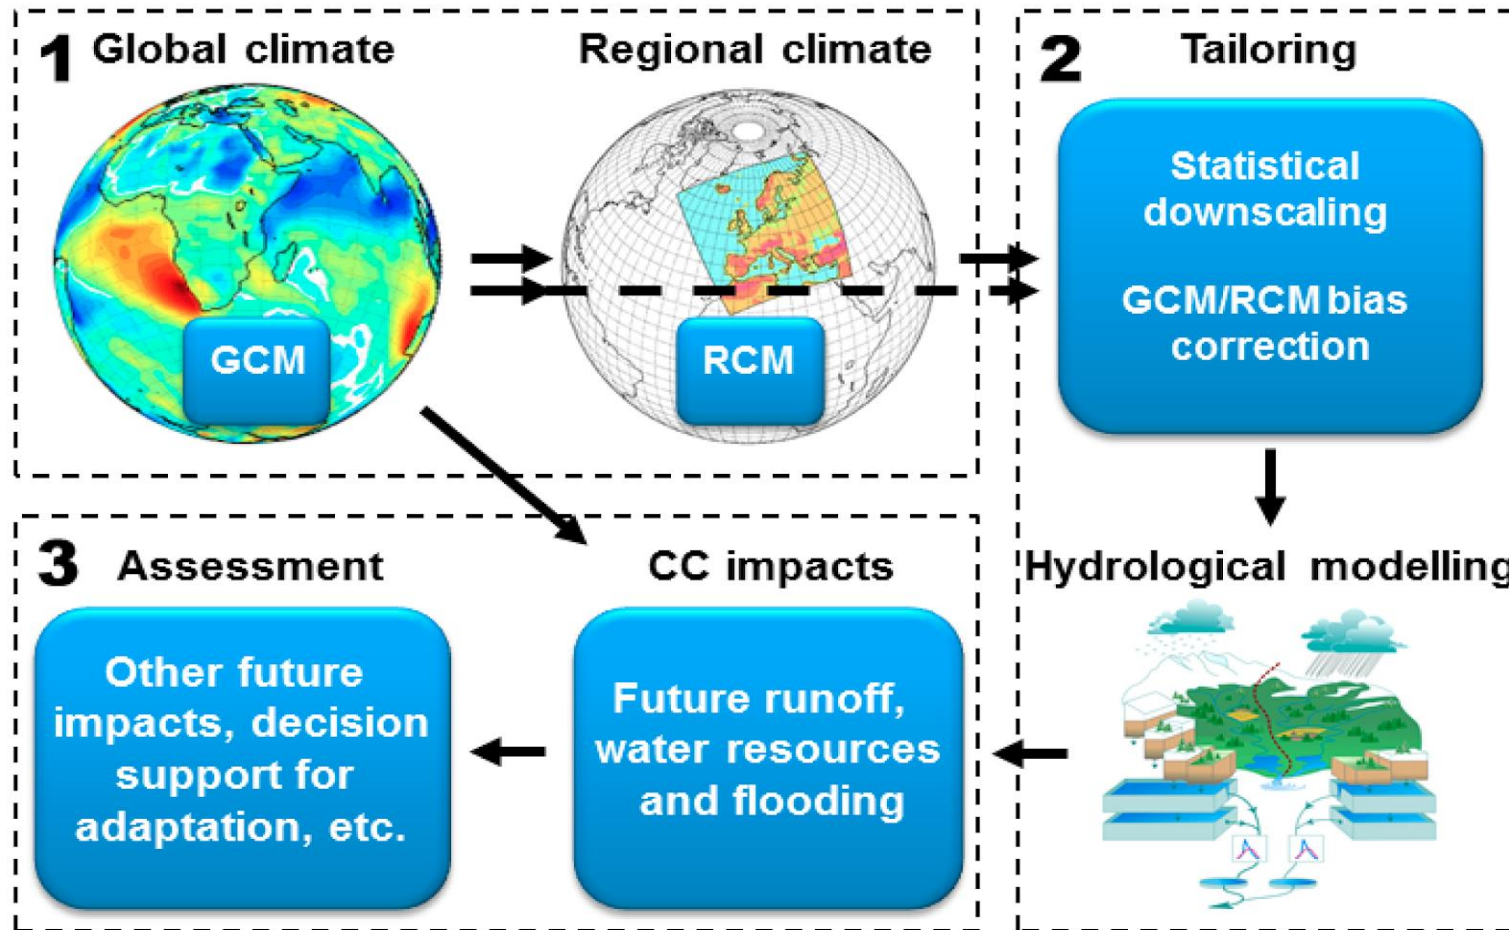 1
Global climate
Regional climate
GCM
RCM
2
Tailoring
Statistical
downscaling
GCM/RCM bias
correction
Hydrological modelling
3
Assessment
Other future
impacts, decision
support for
adaptation, etc.
CC impacts
Future runoff,
water resources
and flooding